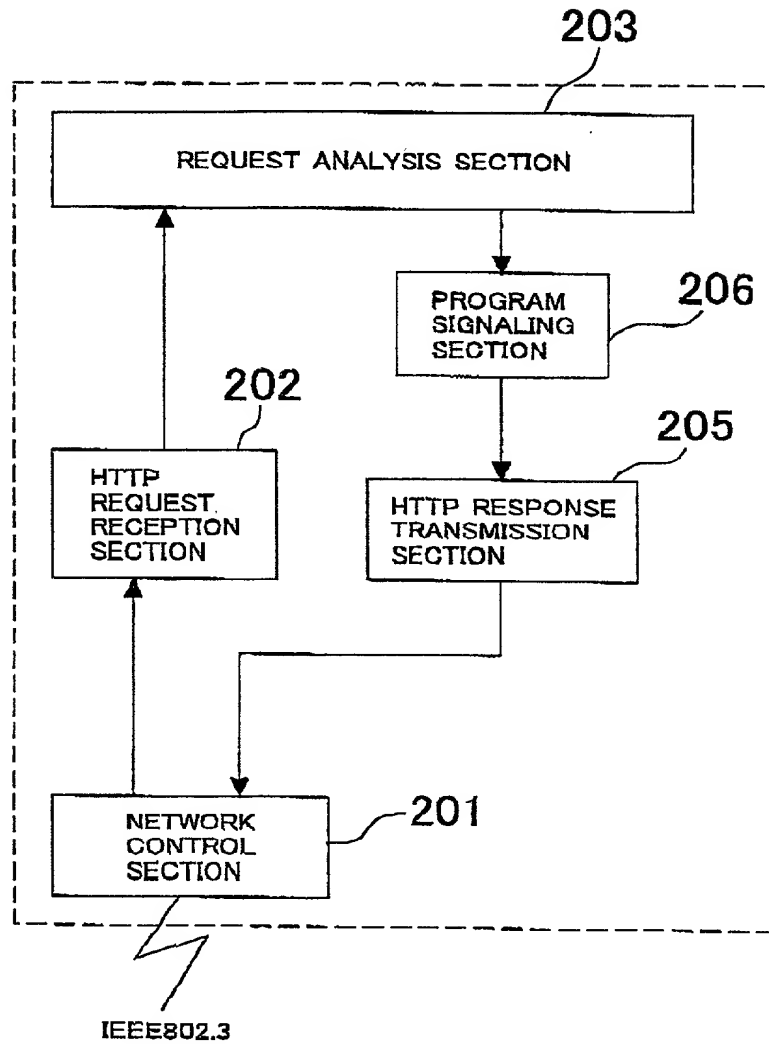 203
REQUEST ANALYSIS SECTION
PROGRAM
SIGNALING
SECTION
206
202
205
HTTP
REQUEST
RECEPTION
SECTION
HTTP RESPONSE
TRANSMISSION
SECTION
NETWORK
CONTROL
SECTION
201
IEEE802.3